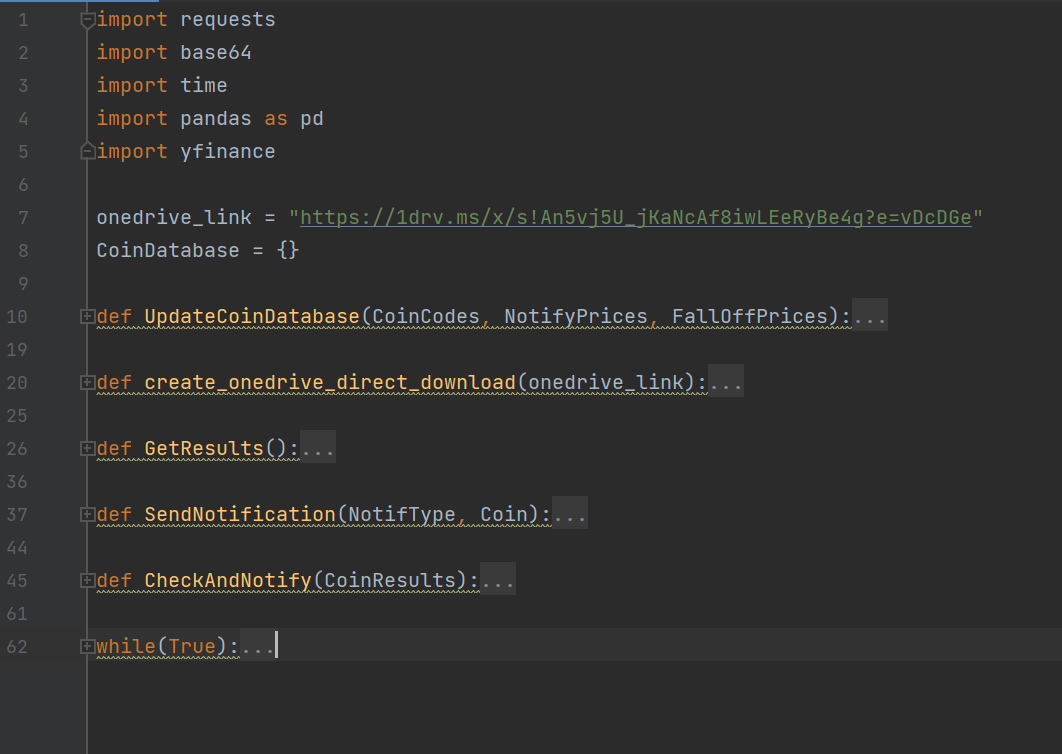 1 import requests
2 import base64
3 import time
4 import pandas as pd
5 import yfinance
6
7 onedrive_link = "https://1drv.ms/x/s!An5vj5U_jKaNcAf8iwLEeRyBe4g?e=vDcDGe"
8 CoinDatabase = {}
9
10 def UpdateCoinDatabase(CoinCodes, NotifyPrices, FallOffPrices):...
19
20 def create_onedrive_direct_download(onedrive_link):...
25
26 def GetResults():...
36
37 def SendNotification(NotifType, Coin):...
44
45 def CheckAndNotify(CoinResults):...
61
62 while(True):...